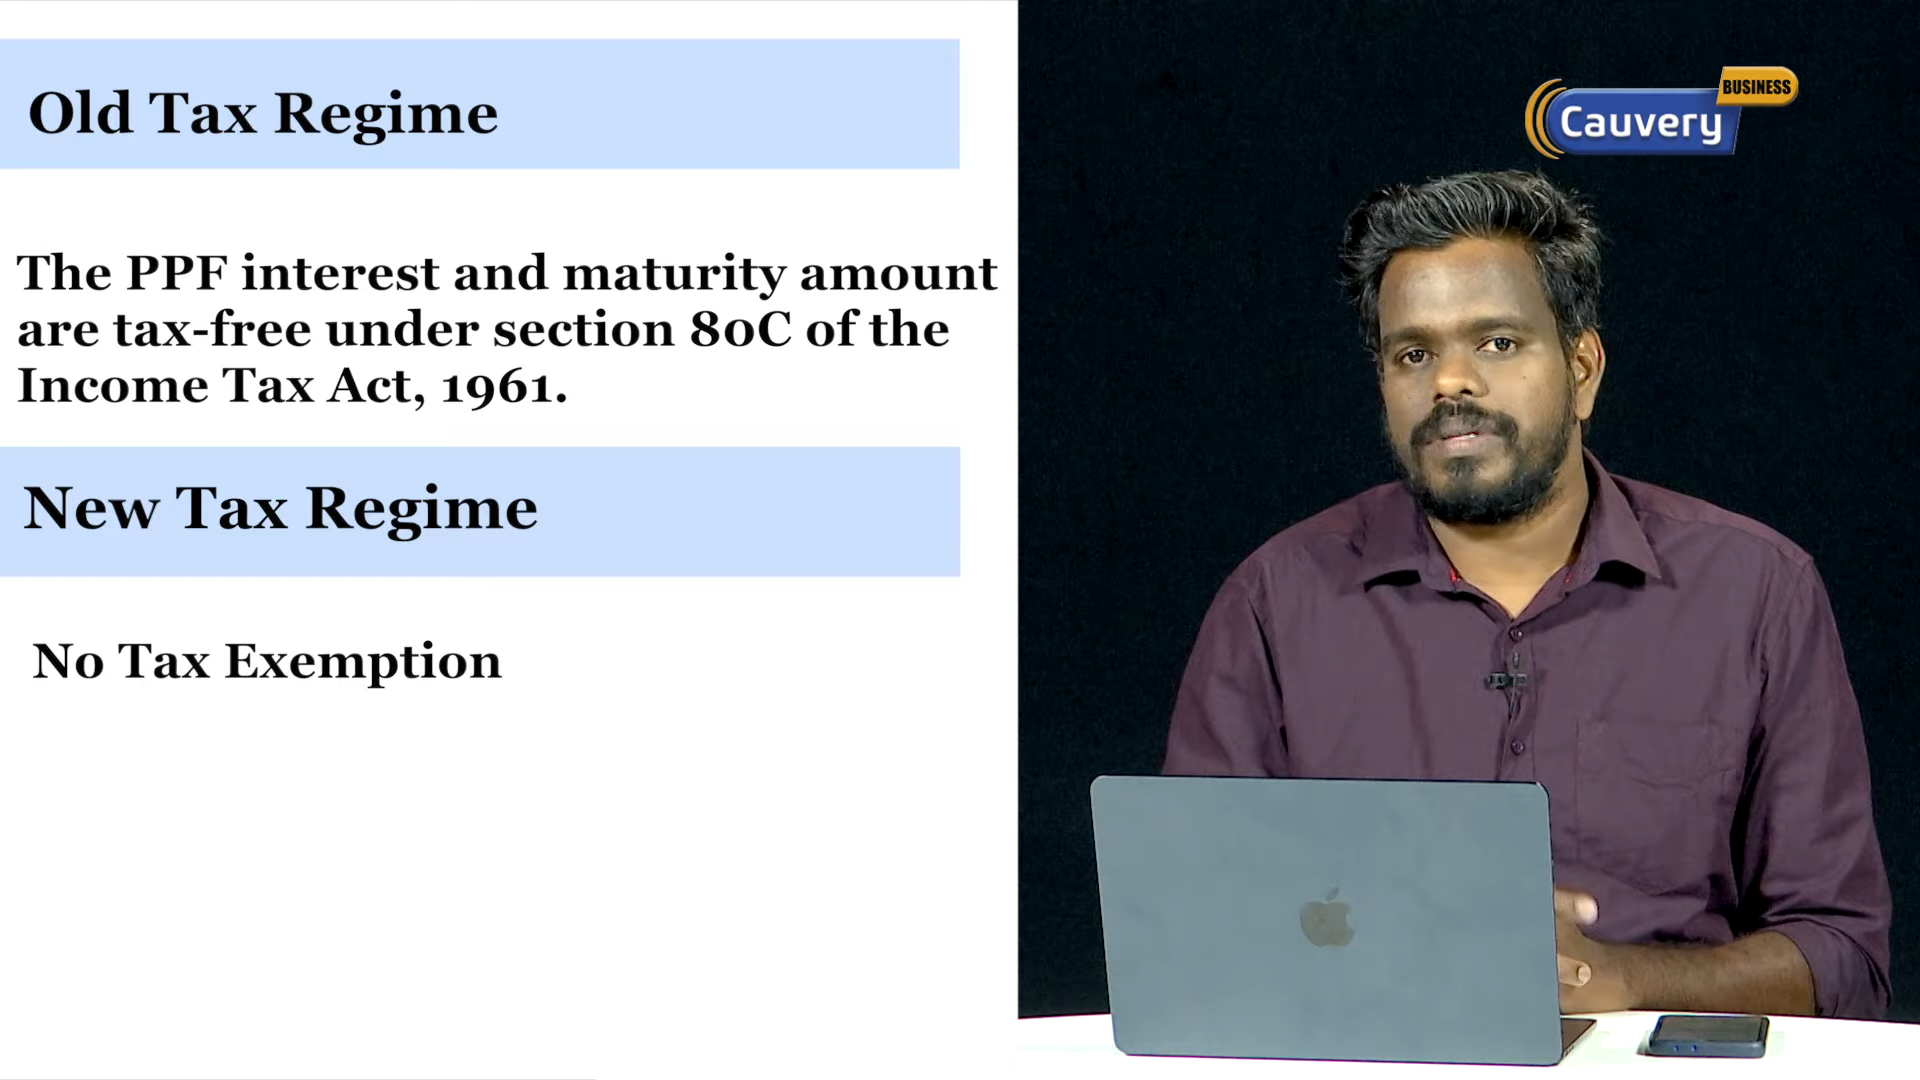 Old Tax Regime
The PPF interest and maturity amount
are tax-free under section 80C of the
Income Tax Act, 1961.
New Tax Regime
No Tax Exemption
BUSINESS
Cauvery